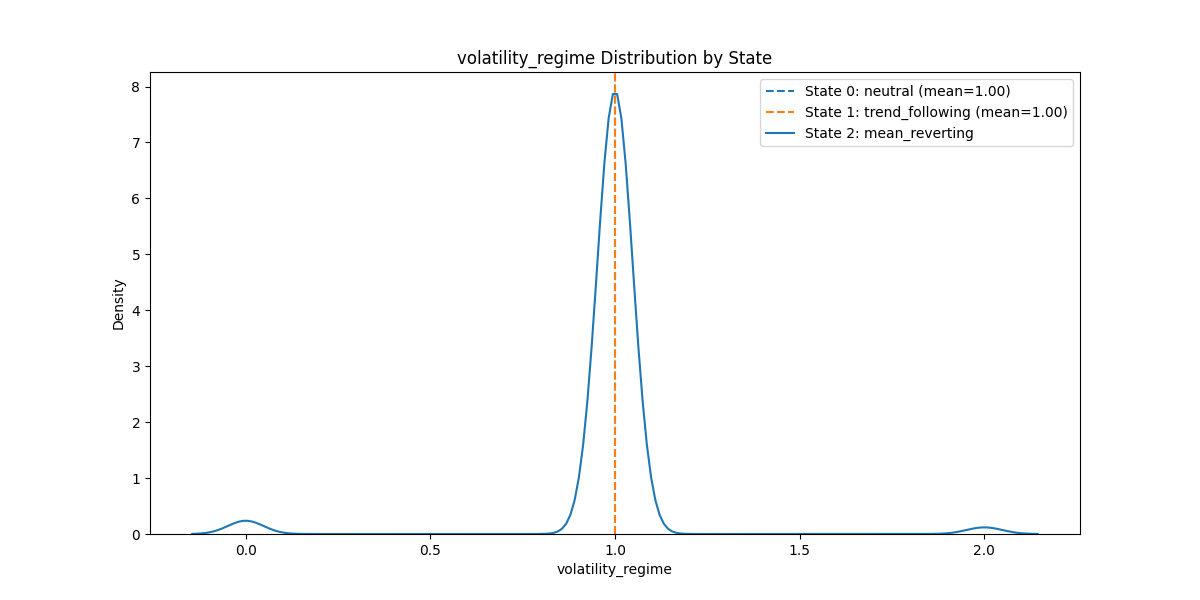 volatility_regime Distribution by State
State 0: neutral (mean=1.00)
State 1: trend_following (mean=1.00)
State 2: mean_reverting
8
7
6
5
4
3
2
1
0
Density
0.0 0.5 1.0 1.5 2.0
volatility_regime